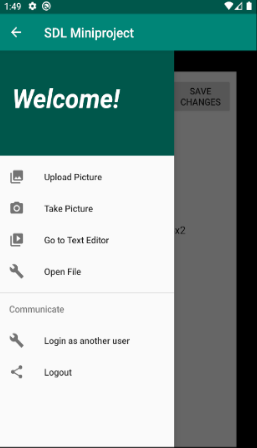 1:49
SDL Miniproject
Welcome!
SAVE
CHANGES
Upload Picture
Take Picture
x2
Go to Text Editor
Open File
Communicate
Login as another user
Logout